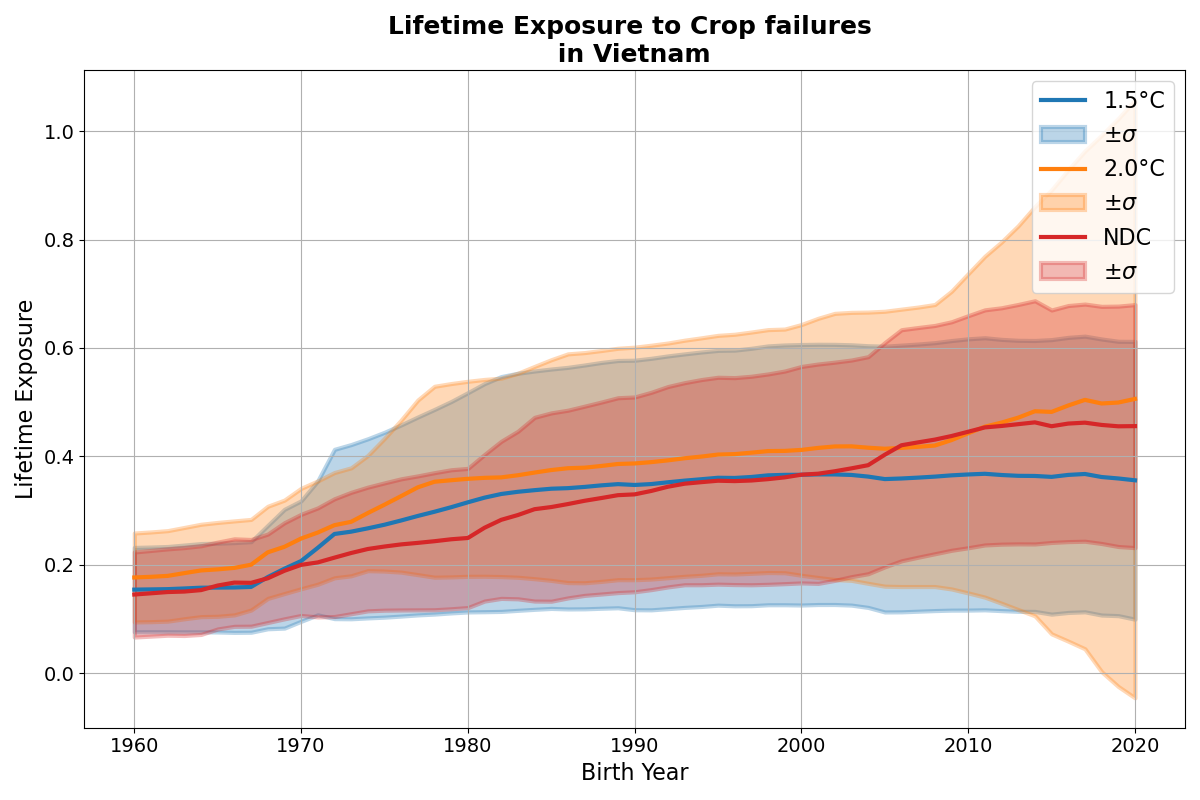 Lifetime Exposure to Crop failures
in Vietnam
1.5°C
±σ
2.0°C
±σ
NDC
±σ
Lifetime Exposure
1.0
0.8
0.6
0.4
0.2
0.0
1960 1970 1980 1990 2000 2010 2020
Birth Year